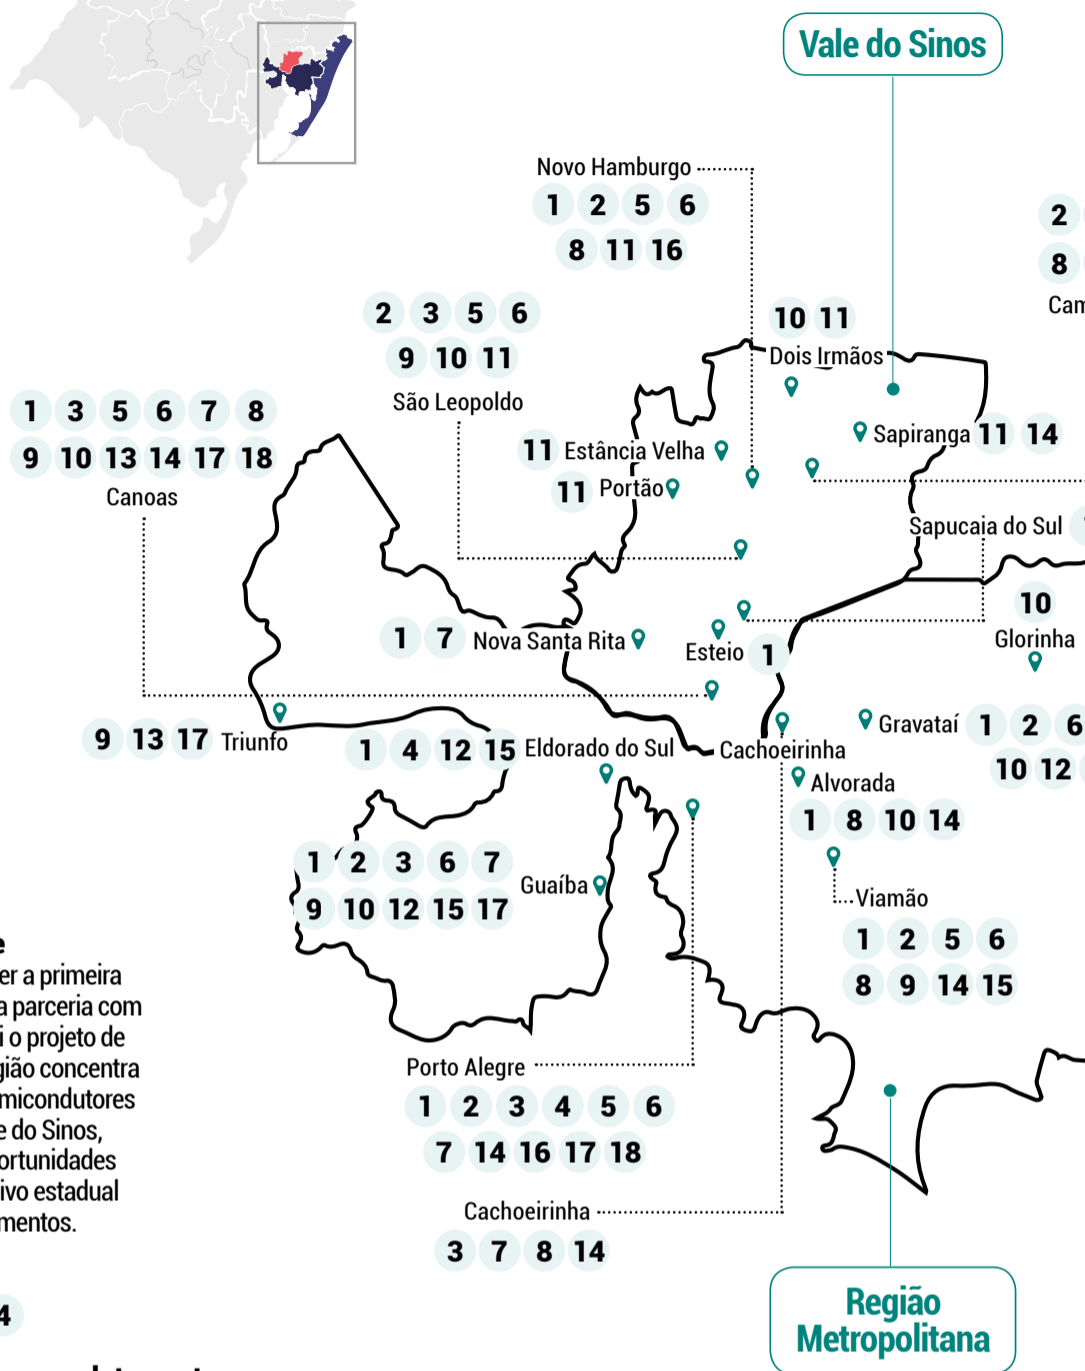 Vale do Sinos
Novo Hamburgo
1 2 5 6
8 11 16
2
8
2 3 5 6
9 10 11
São Leopoldo
10 11
Dois Irmãos
1 3 5 6 7 8
9 10 13 14 17 18
Canoas
11 Estância Velha
11 Portão
Sapiranga 11 14
Sapucaia do Sul
10
Glorinha
1 7 Nova Santa Rita
Esteio 1
9 13 17 Triunfo
1 4 12 15 Eldorado do Sul
Cachoeirinha
Gravataí 1 2 6
10 12
Alvorada
1 8 10 14
1 2 3 6 7
9 10 12 15 17
Guaíba
Viamão
1 2 5 6
8 9 14 15
er a primeira
a parceria com
i o projeto de
gião concentra
micondutores
e do Sinos,
ortunidades
ivo estadual
mentos.
4
Porto Alegre
1 2 3 4 5 6
7 14 16 17 18
Cachoeirinha
3 7 8 14
Região
Metropolitana